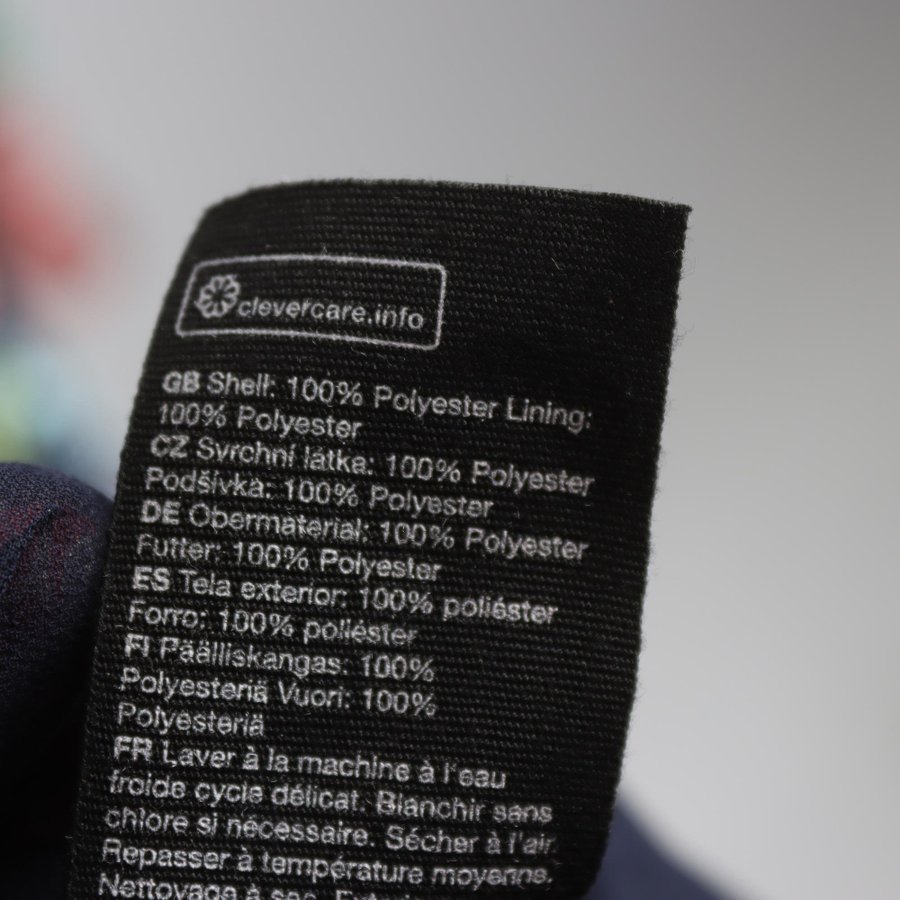 clevercare.info
GB Shell: 100% Polyester Lining:
100% Polyester
CZ Svrchní látka: 100% Polyester
Podšívka: 100% Polyester
DE Obermaterial: 100% Polyester
Futter: 100% Polyester
ES Tela exterior: 100% poliéster
Forro: 100% poliéster
FI Päälliskangas: 100%
Polyesteriä Vuori: 100%
Polyesteriä
FR Laver à la machine à l'eau
froide cycle délicat. Blanchir sans
chlore si nécessaire. Sécher à l'air.
Repasser à température moyenne.
Nettoyage à sec.